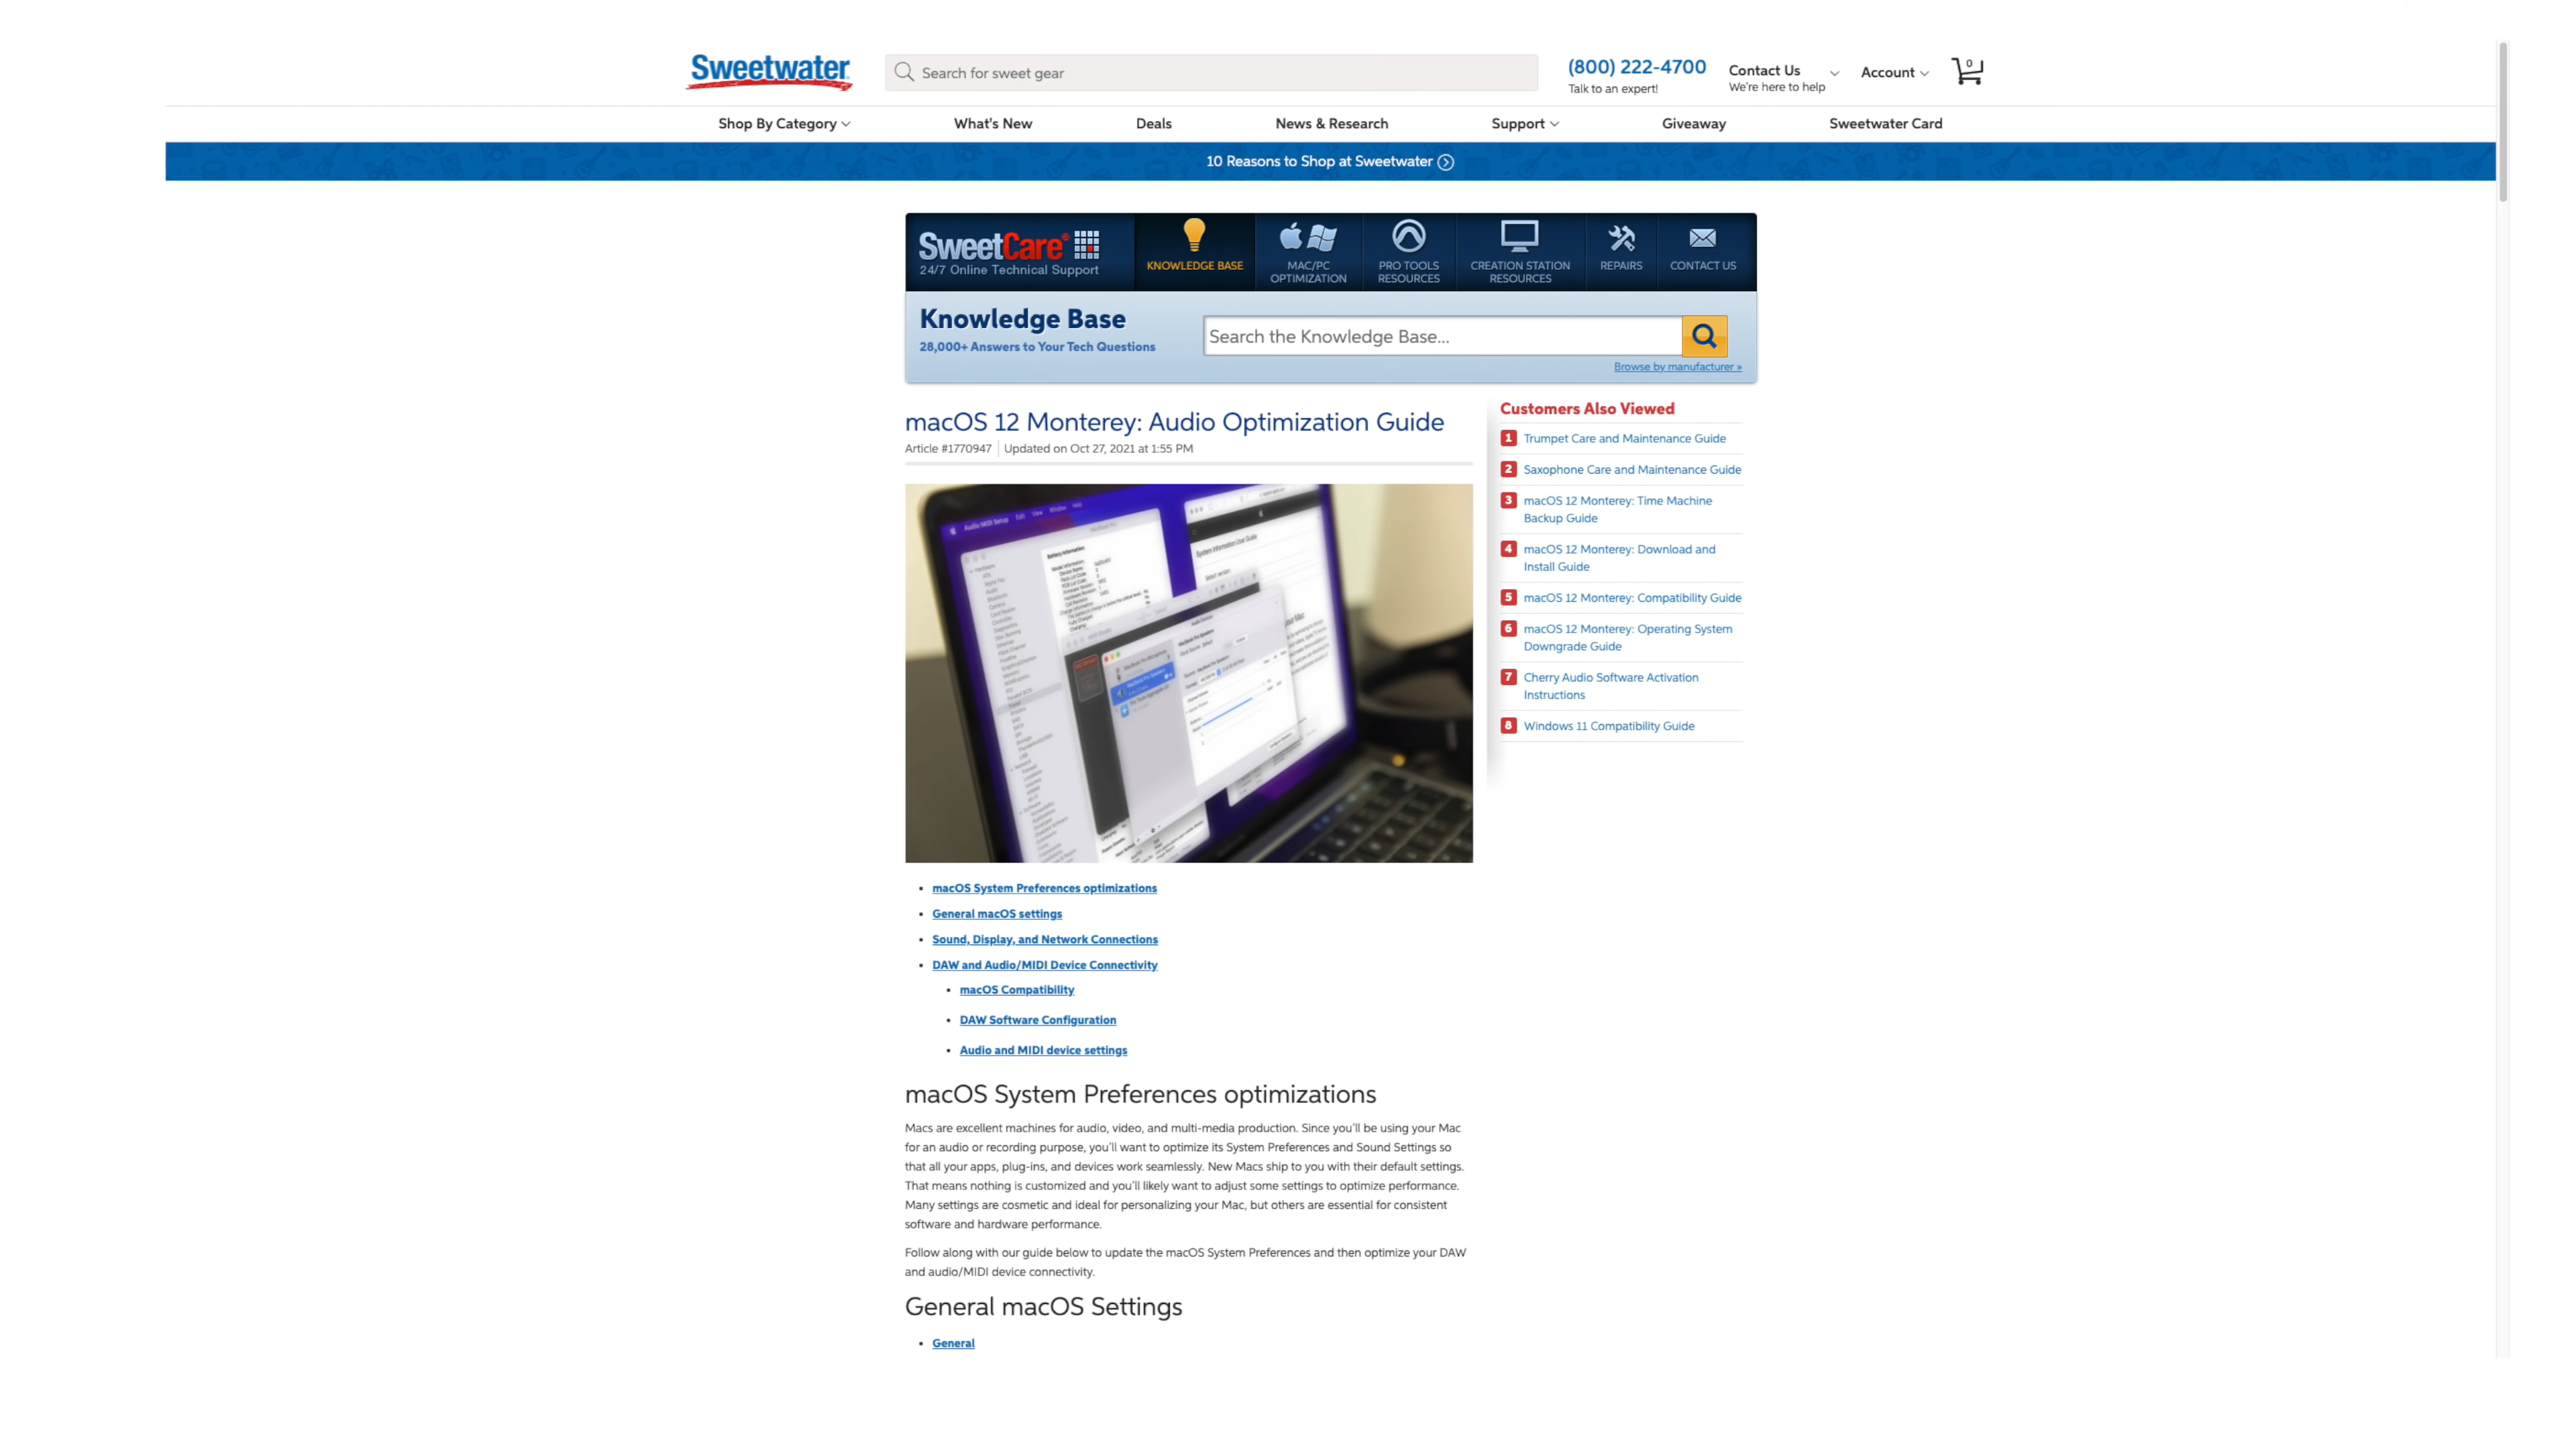 Sweetwater
Search for sweet gear
(800) 222-4700
Talk to an expert!
Contact Us
We're here to help
Account
0
Shop By Category
What's New
Deals
News & Research
Support
Giveaway
Sweetwater Card
10 Reasons to Shop at Sweetwater
SweetCare®
24/7 Online Technical Support
KNOWLEDGE BASE
MAC/PC
OPTIMIZATION
PRO TOOLS
RESOURCES
CREATION STATION
RESOURCES
REPAIRS
CONTACT US
Knowledge Base
28,000+ Answers to Your Tech Questions
Search the Knowledge Base...
Browse by manufacturer »
macOS 12 Monterey: Audio Optimization Guide
Article #1770947 | Updated on Oct 27, 2021 at 1:55 PM
Audio MIDI Setup Edit View Window Help
Battery Information:
System Information User Guide
macOS System Preferences optimizations
General macOS settings
Sound, Display, and Network Connections
DAW and Audio/MIDI Device Connectivity
macOS Compatibility
DAW Software Configuration
Audio and MIDI device settings
macOS System Preferences optimizations
Macs are excellent machines for audio, video, and multi-media production. Since you'll be using your Mac
for an audio or recording purpose, you'll want to optimize its System Preferences and Sound Settings so
that all your apps, plug-ins, and devices work seamlessly. New Macs ship to you with their default settings.
That means nothing is customized and you'll likely want to adjust some settings to optimize performance.
Many settings are cosmetic and ideal for personalizing your Mac, but others are essential for consistent
software and hardware performance.
Follow along with our guide below to update the macOS System Preferences and then optimize your DAW
and audio/MIDI device connectivity.
General macOS Settings
General
Customers Also Viewed
1 Trumpet Care and Maintenance Guide
2 Saxophone Care and Maintenance Guide
3 macOS 12 Monterey: Time Machine
Backup Guide
4 macOS 12 Monterey: Download and
Install Guide
5 macOS 12 Monterey: Compatibility Guide
6 macOS 12 Monterey: Operating System
Downgrade Guide
7 Cherry Audio Software Activation
Instructions
8 Windows 11 Compatibility Guide